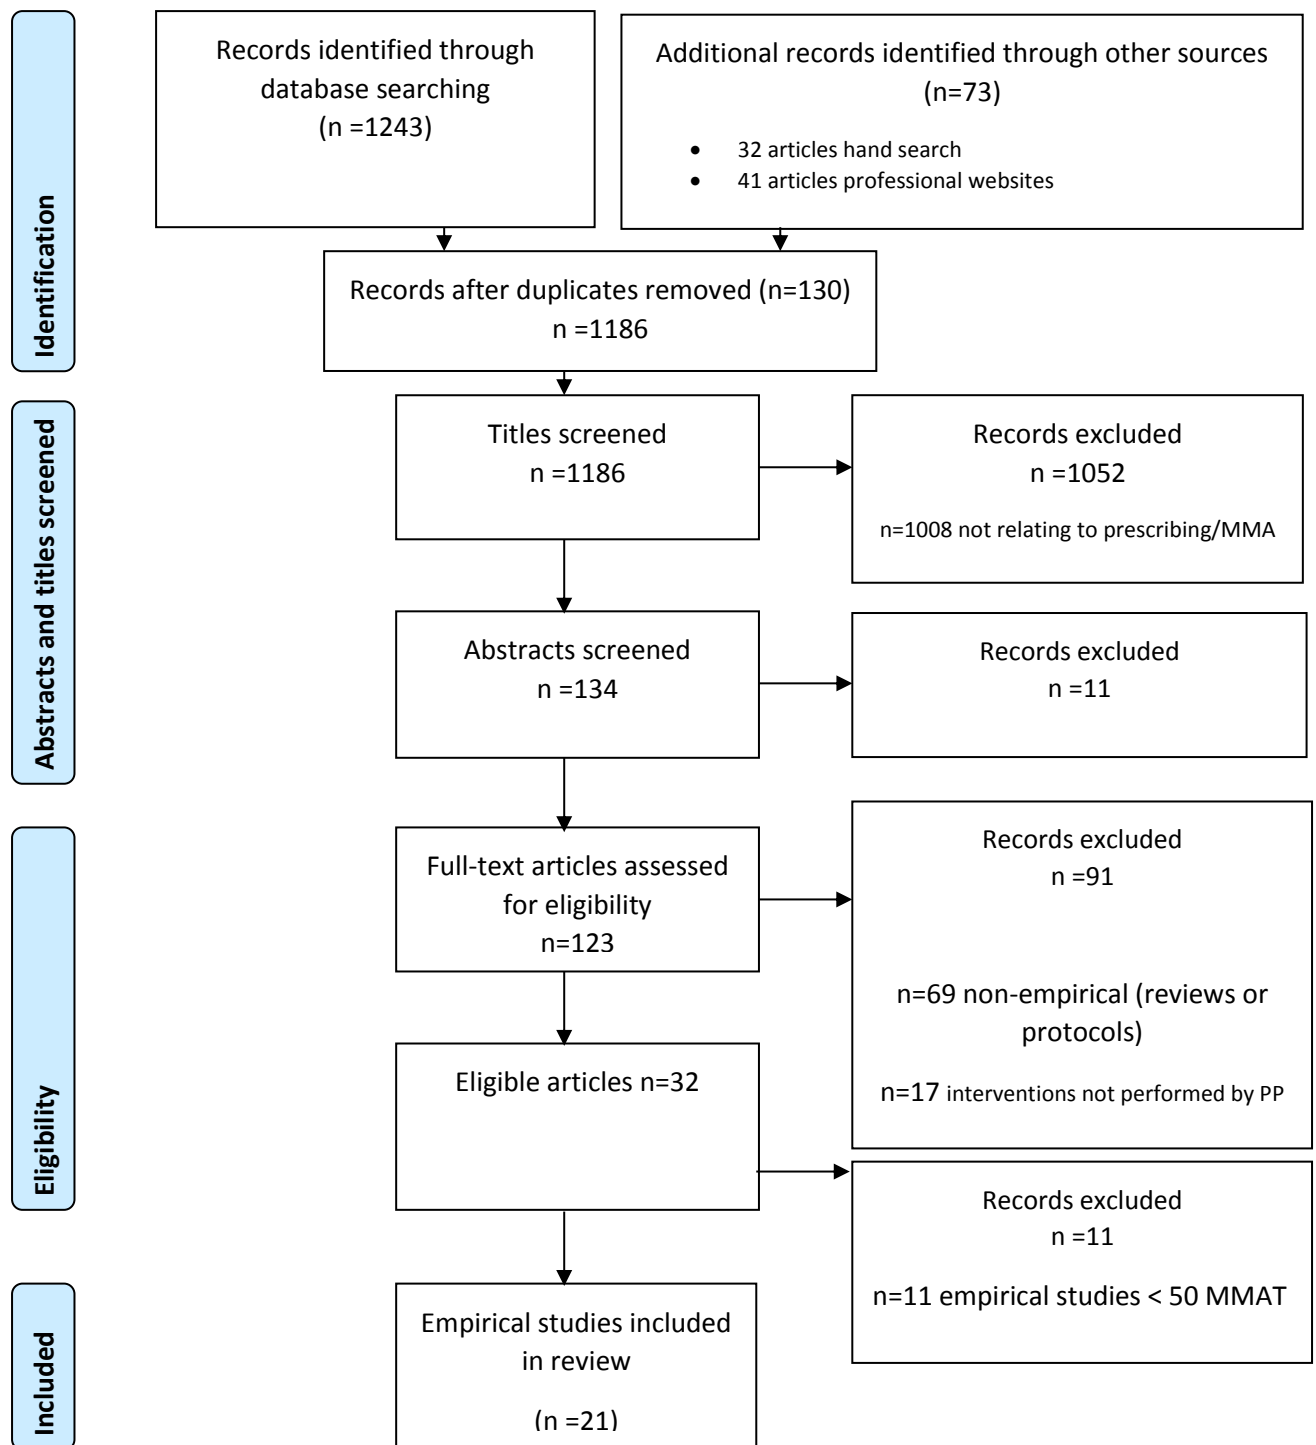 Identification
Records identified through
database searching
(n =1243)
Additional records identified through other sources
(n=73)
• 32 articles hand search
• 41 articles professional websites
Records after duplicates removed (n=130)
n =1186
Abstracts and titles screened
Titles screened
n =1186
Records excluded
n =1052
n=1008 not relating to prescribing/MMA
Abstracts screened
n =134
Records excluded
n =11
Eligibility
Full-text articles assessed
for eligibility
n=123
Records excluded
n =91
n=69 non-empirical (reviews or
protocols)
n=17 interventions not performed by PP
Eligible articles n=32
Records excluded
n =11
n=11 empirical studies < 50 MMAT
Included
Empirical studies included
in review
(n =21)